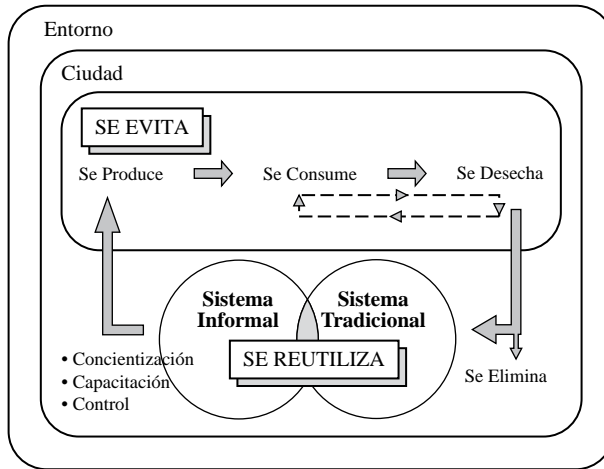 Entorno
Ciudad
SE EVITA
Se Produce
Se Consume
Se Desecha
Sistema
Informal
Sistema
Tradicional
SE REUTILIZA
• Concientización
• Capacitación
• Control
Se Elimina